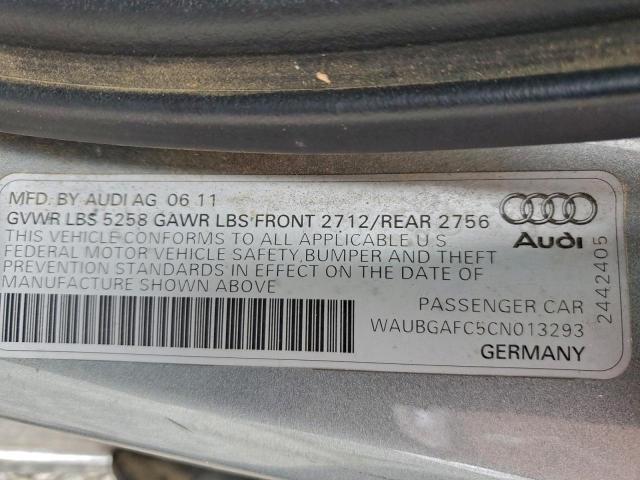 MFD. BY AUDI AG 06.11
GVWR LBS 5258 GAWR LBS FRONT 2712/REAR 2756
THIS VEHICLE CONFORMS TO ALL APPLICABLE U S
FEDERAL MOTOR VEHICLE SAFETY, BUMPER AND THEFT
PREVENTION STANDARDS IN EFFECT ON THE DATE OF
MANUFACTURE SHOWN ABOVE
Audi
PASSENGER CAR
WAUBGAFC5CN013293
GERMANY
2442405